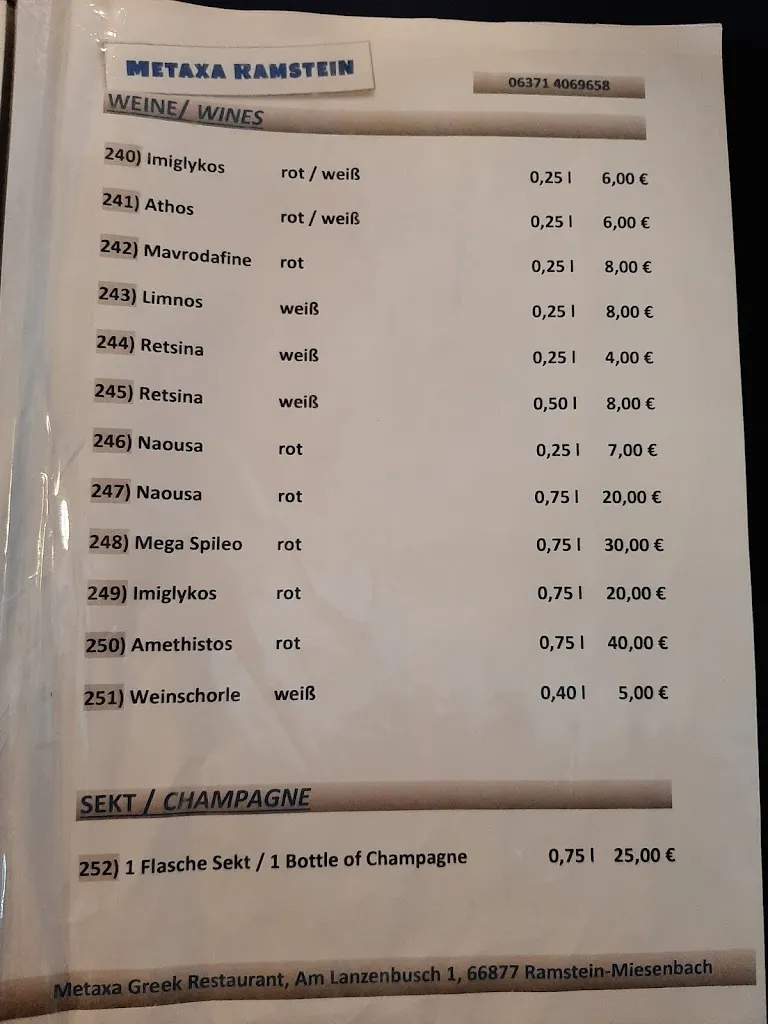 METAXA RAMSTEIN
06371 4069658
WEINE/ WINES
240) Imiglykos rot / weiß 0,25 l 6,00 €
241) Athos rot / weiß 0,25 l 6,00 €
242) Mavrodafine rot 0,25 l 8,00 €
243) Limnos weiß 0,25 l 8,00 €
244) Retsina weiß 0,25 l 4,00 €
245) Retsina weiß 0,50 l 8,00 €
246) Naousa rot 0,25 l 7,00 €
247) Naousa rot 0,75 l 20,00 €
248) Mega Spileo rot 0,75 l 30,00 €
249) Imiglykos rot 0,75 l 20,00 €
250) Amethistos rot 0,75 l 40,00 €
251) Weinschorle weiß 0,40 l 5,00 €
SEKT / CHAMPAGNE
252) 1 Flasche Sekt / 1 Bottle of Champagne 0,75 l 25,00 €
Metaxa Greek Restaurant, Am Lanzenbusch 1, 66877 Ramstein-Miesenbach